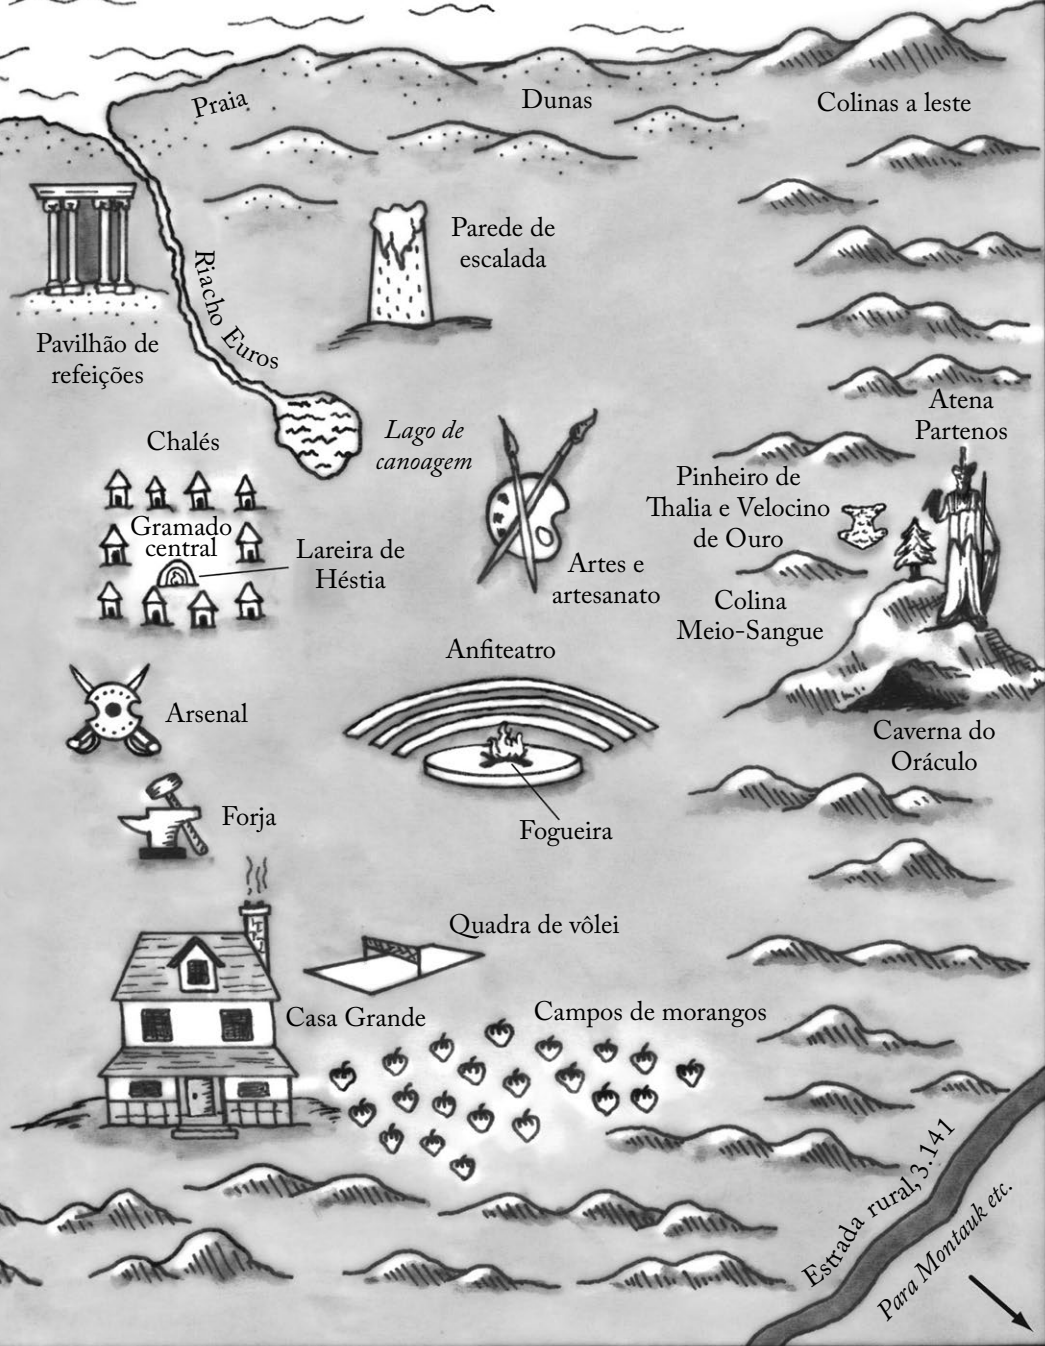 Praia
Dunas
Colinas a leste
Parede de
escalada
Riacho Euros
Pavilhão de
refeições
Atena
Partenos
Chalés
Lago de
canoagem
Pinheiro de
Thalia e Velocino
de Ouro
Gramado
central
Lareira de
Héstia
Artes e
artesanato
Colina
Meio-Sangue
Anfiteatro
Arsenal
Caverna do
Oráculo
Forja
Fogueira
Quadra de vôlei
Casa Grande
Campos de morangos
Estrada rural, 3.141
Para Montauk etc.